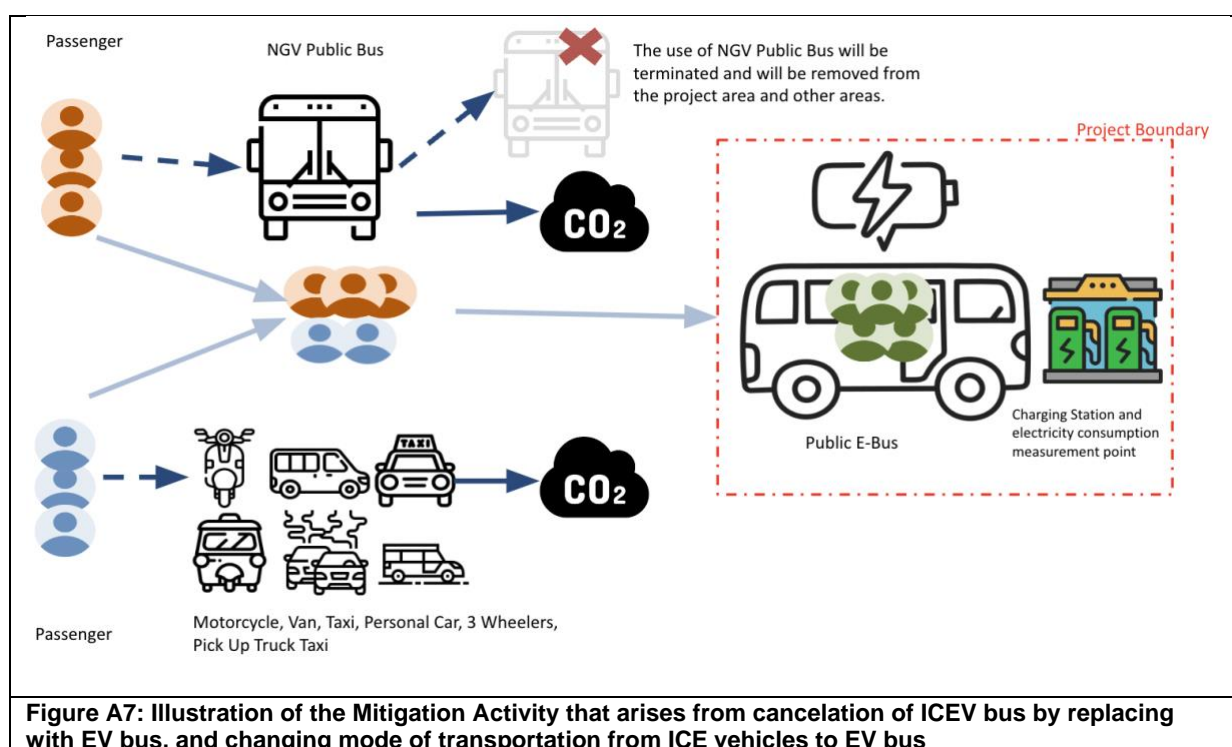 Passenger
NGV Public Bus
The use of NGV Public Bus will be
terminated and will be removed from
the project area and other areas.
Project Boundary
CO2
Public E-Bus
Charging Station and
electricity consumption
measurement point
TAXI
CO2
Motorcycle, Van, Taxi, Personal Car, 3 Wheelers,
Pick Up Truck Taxi
Passenger
Figure A7: Illustration of the Mitigation Activity that arises from cancelation of ICEV bus by replacing
with EV bus, and changing mode of transportation from ICE vehicles to EV bus